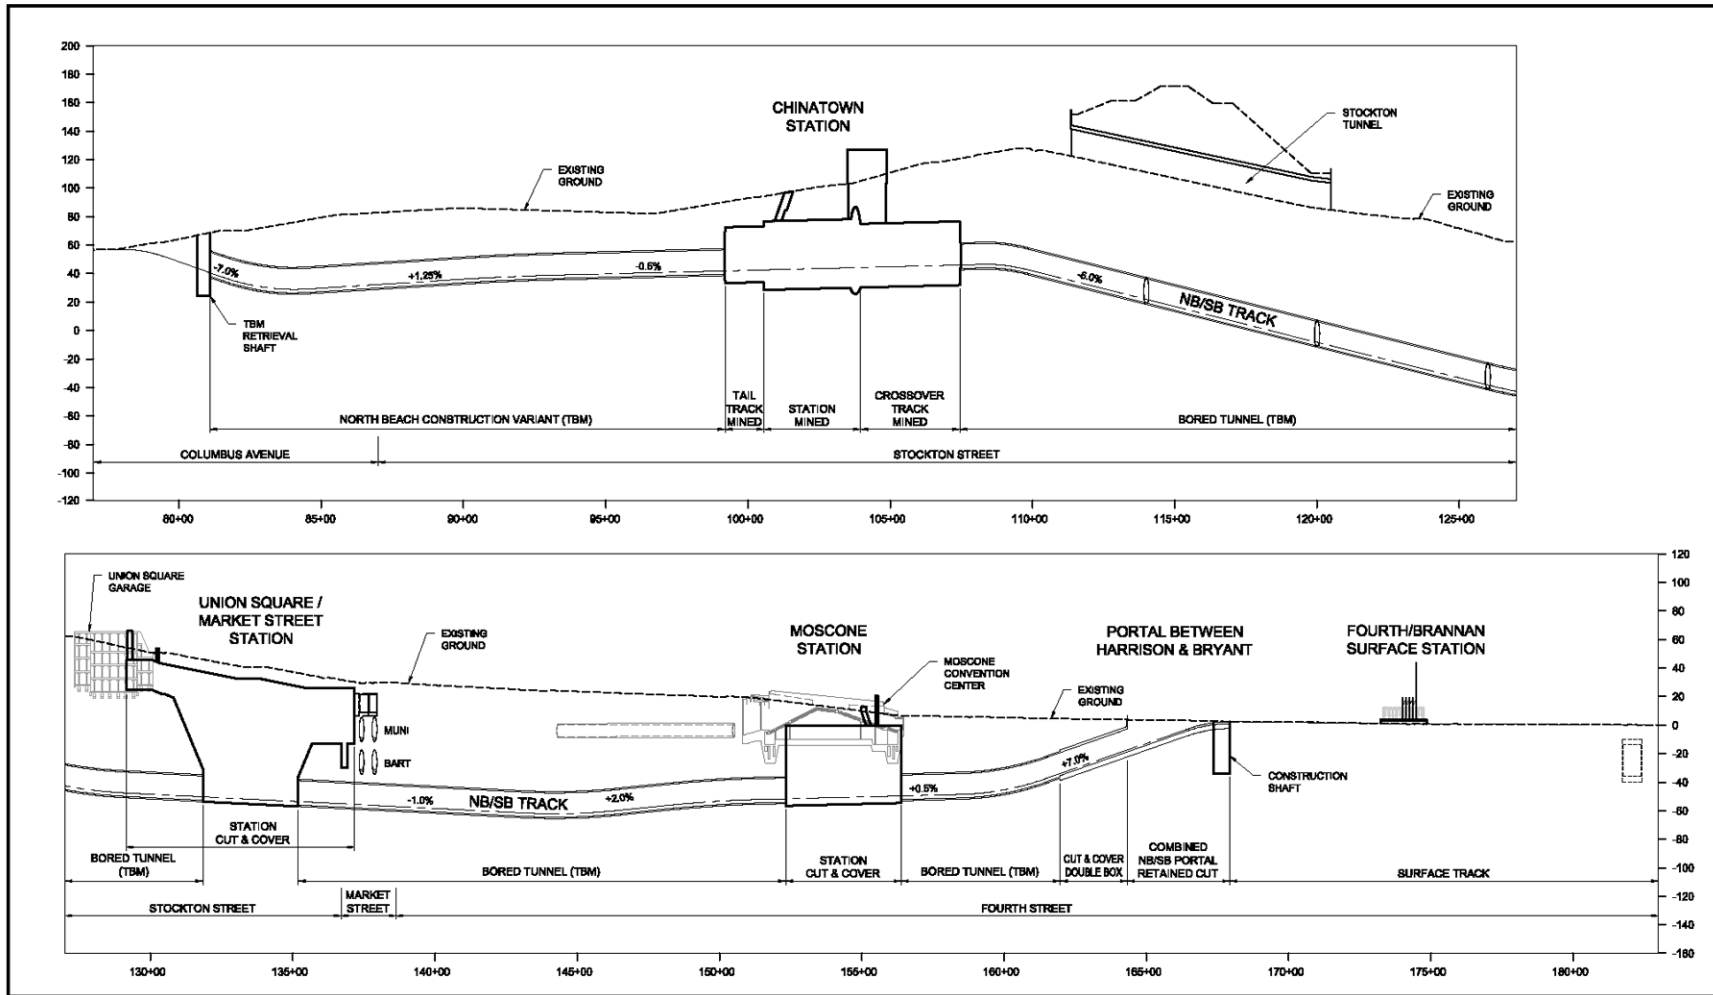 200
180
160
140
120
100
80
60
40
20
0
-20
-40
-60
-80
-100
-120
CHINATOWN
STATION
STOCKTON
TUNNEL
EXISTING
GROUND
EXISTING
GROUND
-7.0%
+1.25%
-0.5%
-6.0%
NB/SB TRACK
TBM
RETRIEVAL
SHAFT
NORTH BEACH CONSTRUCTION VARIANT (TBM)
TAIL
TRACK
MINED
STATION
MINED
CROSSOVER
TRACK
MINED
BORED TUNNEL (TBM)
COLUMBUS AVENUE
STOCKTON STREET
80+00
85+00
90+00
95+00
100+00
105+00
110+00
115+00
120+00
125+00
UNION SQUARE
GARAGE
UNION SQUARE /
MARKET STREET
STATION
EXISTING
GROUND
MOSCONE
STATION
MOSCONE
CONVENTION
CENTER
PORTAL BETWEEN
HARRISON & BRYANT
EXISTING
GROUND
FOURTH/BRANNAN
SURFACE STATION
MUNI
BART
-1.0%
NB/SB TRACK
+2.0%
+0.5%
+7.0%
CONSTRUCTION
SHAFT
STATION
CUT & COVER
BORED TUNNEL
(TBM)
BORED TUNNEL (TBM)
STATION
CUT & COVER
BORED TUNNEL (TBM)
CUT & COVER
DOUBLE BOX
COMBINED
NB/SB PORTAL
RETAINED CUT
SURFACE TRACK
STOCKTON STREET
MARKET
STREET
FOURTH STREET
120
100
80
60
40
20
0
-20
-40
-60
-80
-100
-120
-140
-160
130+00
135+00
140+00
145+00
150+00
155+00
160+00
165+00
170+00
175+00
180+00